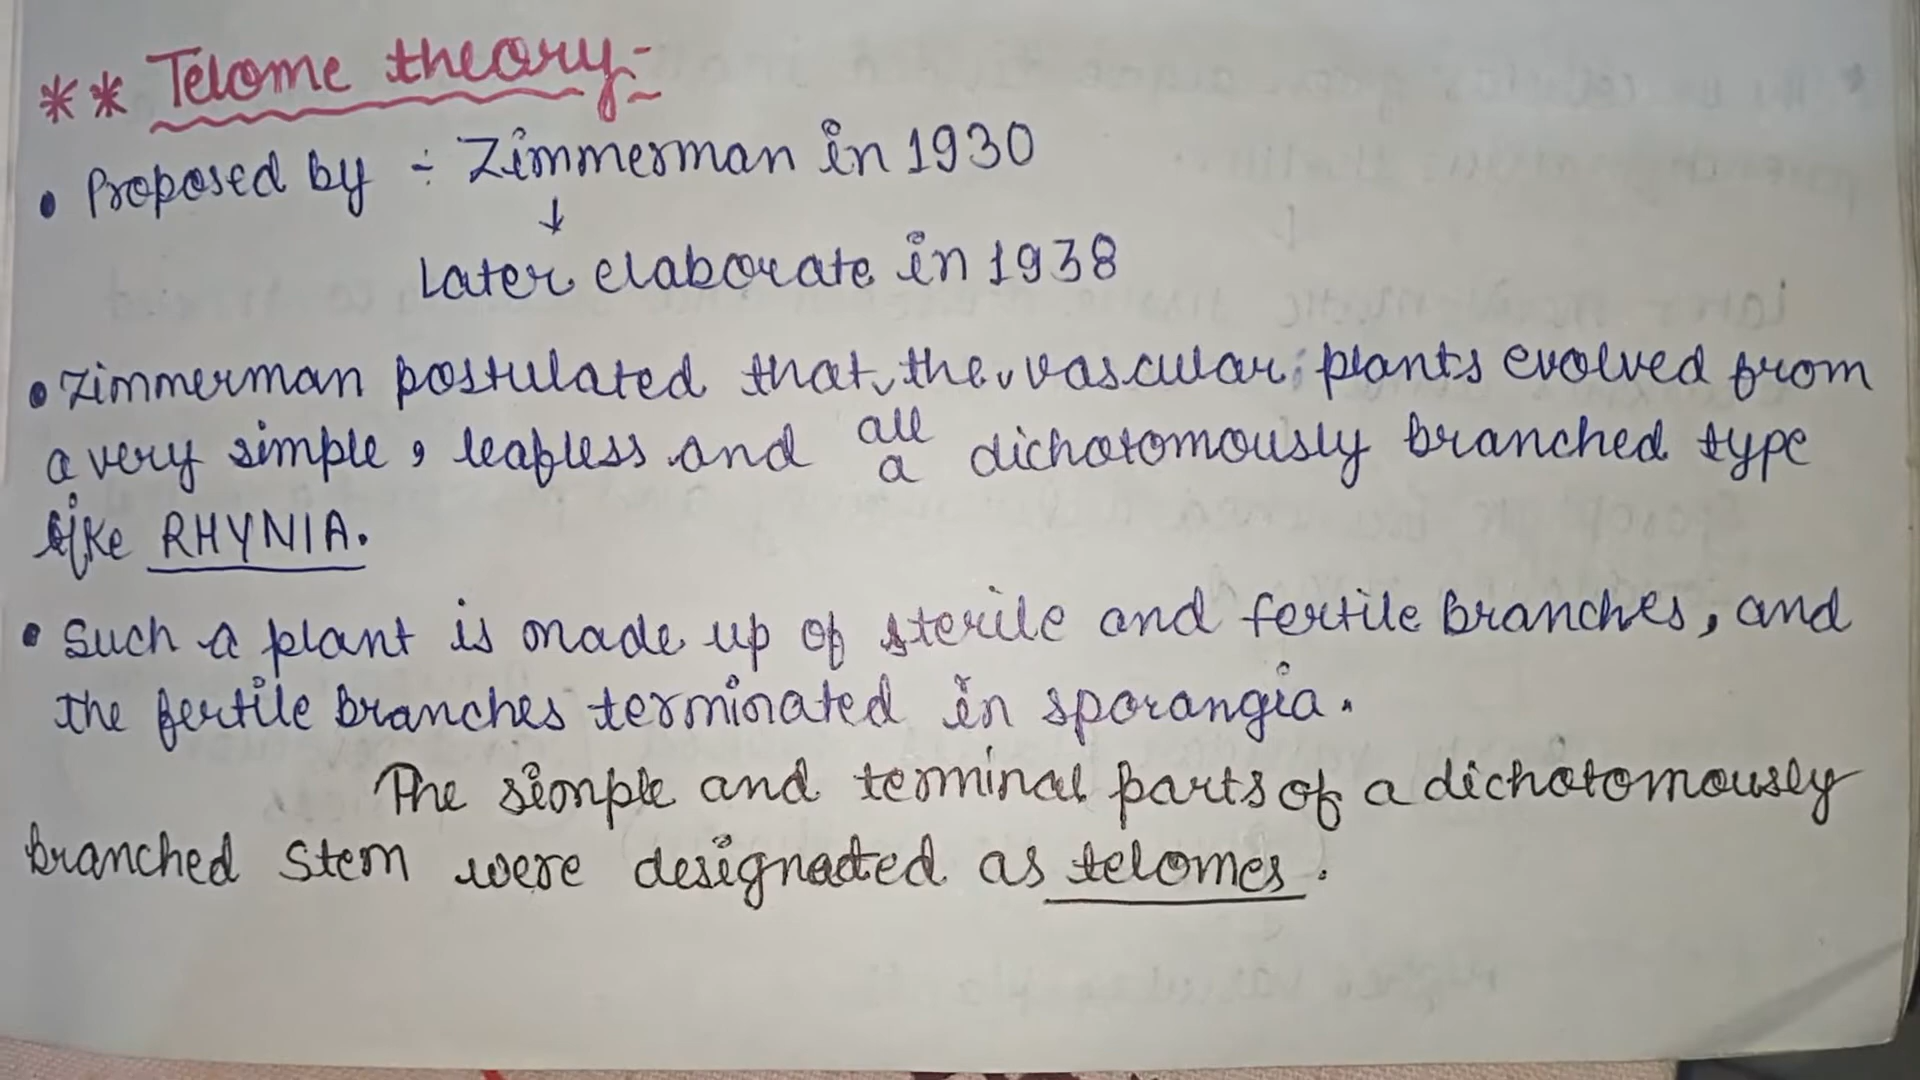 ** Telome theory:-
• Proposed by ÷ Zimmerman in 1930
↓
Later elaborate in 1938
• Zimmerman postulated that the vascular plants evolved from
a very simple, leafless and all a dichotomously branched type
like RHYNIA.
• Such a plant is made up of sterile and fertile branches, and
the fertile branches terminated in sporangia.
The simple and terminal parts of a dichotomously
branched stem were designated as telomes.